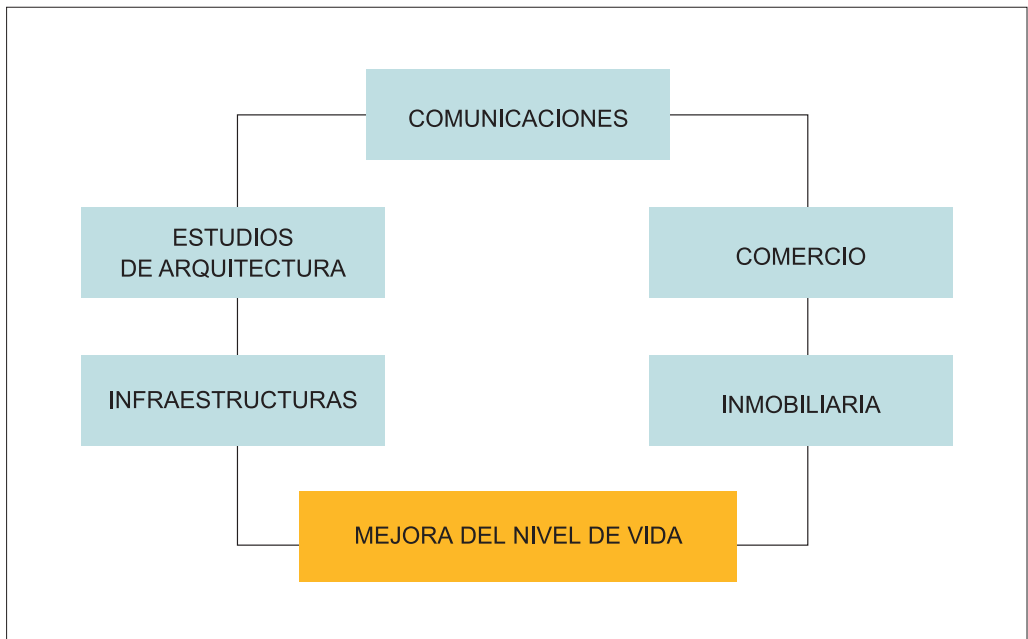 COMUNICACIONES
ESTUDIOS
DE ARQUITECTURA
COMERCIO
INFRAESTRUCTURAS
INMOBILIARIA
MEJORA DEL NIVEL DE VIDA